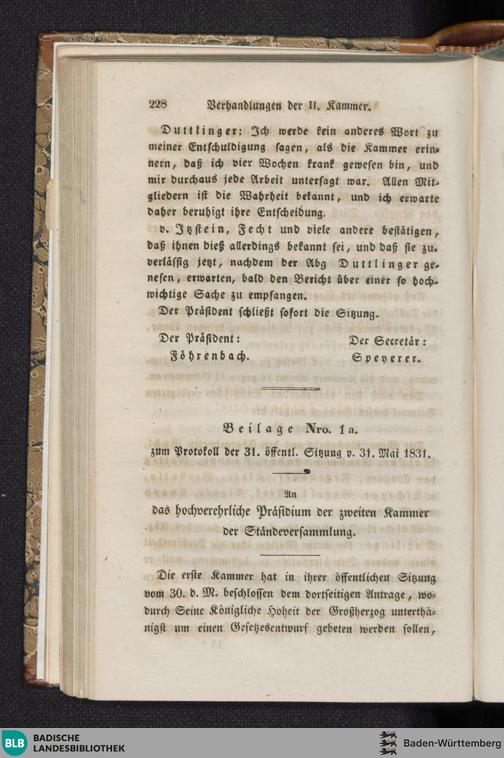 228 Verhandlungen der II. Kammer.
Duttlinger: Ich werde kein anderes Wort zu
meiner Entschuldigung sagen, als die Kammer erin-
nern, daß ich vier Wochen krank gewesen bin, und
mir durchaus jede Arbeit untersagt war. Allen Mit-
gliedern ist die Wahrheit bekannt, und ich erwarte
daher beruhigt ihre Entscheidung.
v. Itzstein, Fecht und viele andere bestätigen,
daß ihnen dieß allerdings bekannt sei, und daß sie zu-
verlässig jetzt, nachdem der Abg Duttlinger ge-
nesen, erwarten, bald den Bericht über einer so hoch-
wichtige Sache zu empfangen.
Der Präsident schließt sofort die Sitzung.
Der Präsident: Der Secretär:
Föhrenbach. Speyerer.
Beilage Nro. 1a.
zum Protokoll der 31. öffentl. Sitzung v. 31. Mai 1831.
An
das hochverehrliche Präsidium der zweiten Kammer
der Ständeversammlung.
Die erste Kammer hat in ihrer öffentlichen Sitzung
vom 30. d. M. beschlossen dem dortseitigen Antrage, wo-
durch Seine Königliche Hoheit der Großherzog unterthä-
nigst um einen Gesetzesentwurf gebeten werden sollen,
BLB BADISCHE
LANDESBIBLIOTHEK
Baden-Württemberg